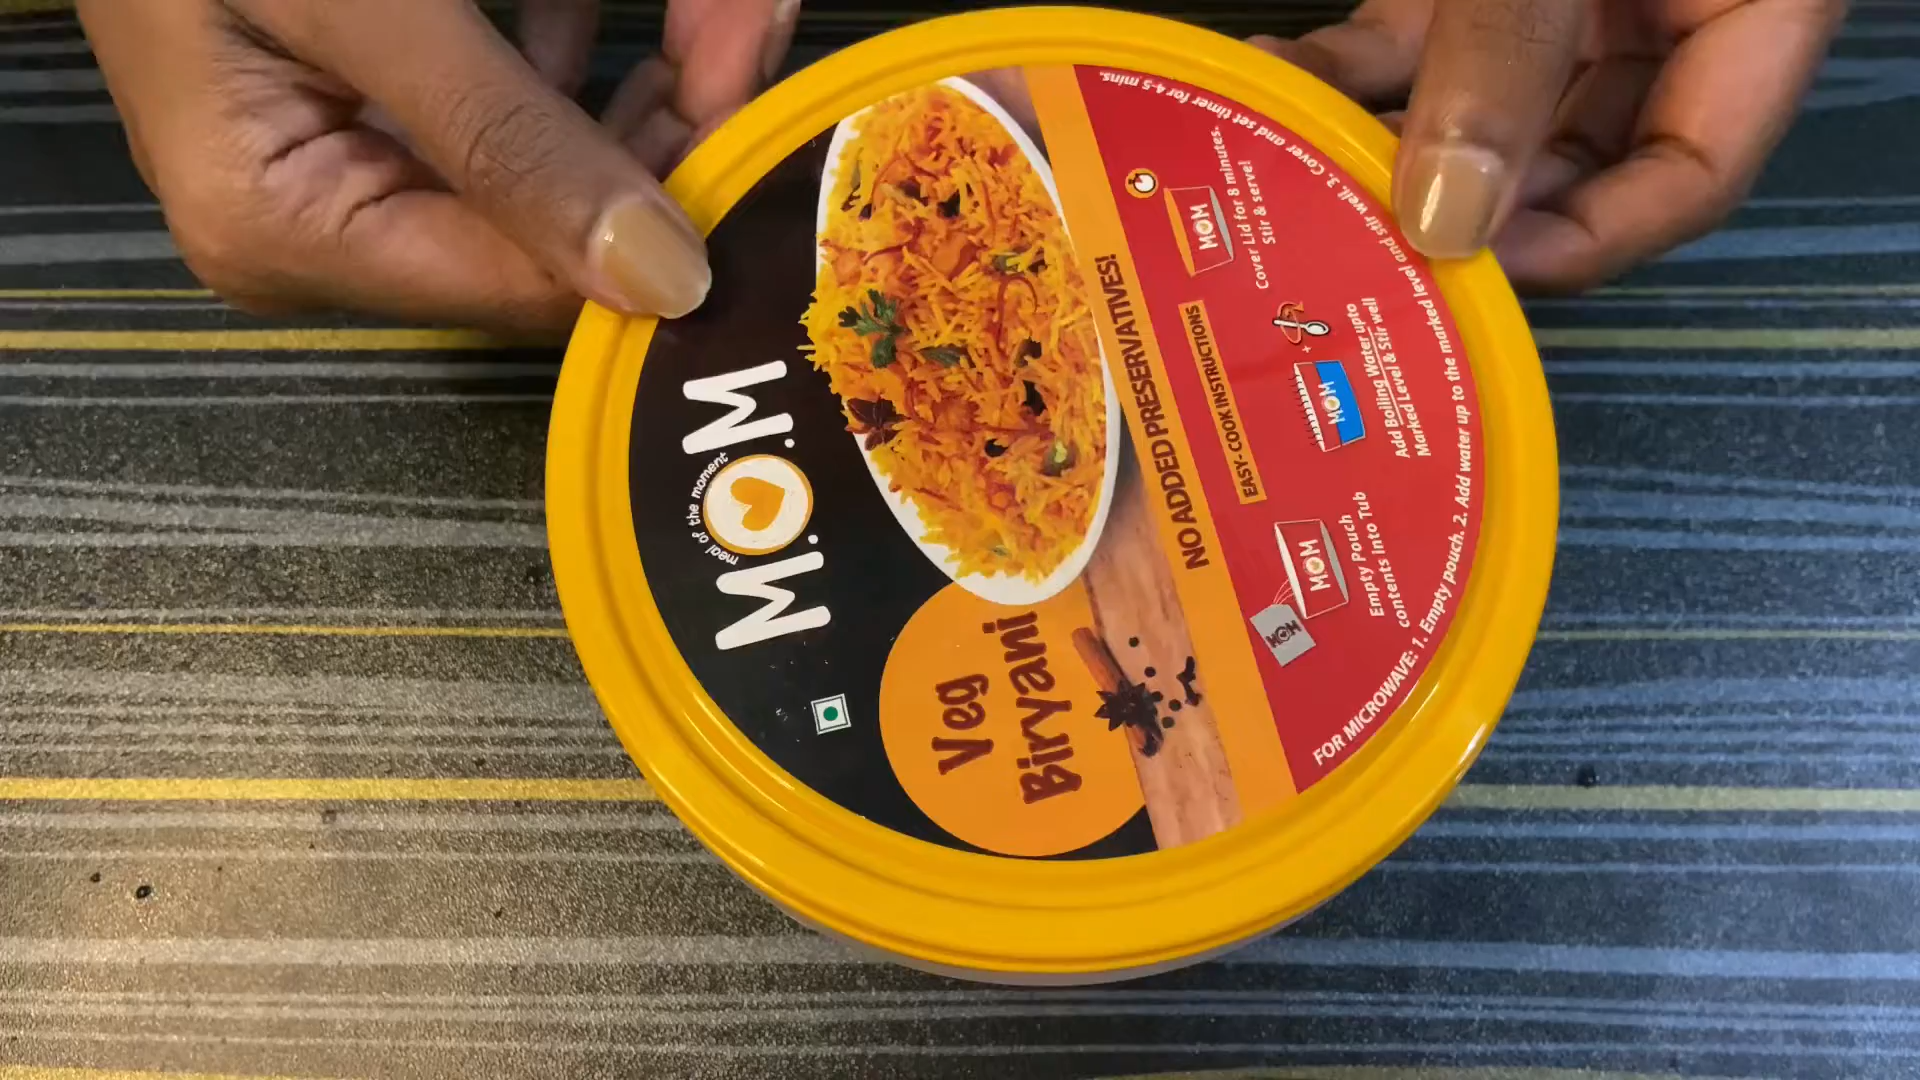 M.O.M
meal of the moment
Veg
Biryani
NO ADDED PRESERVATIVES!
EASY-COOK INSTRUCTIONS
MOM
MOM
Empty Pouch
contents into Tub
MOM
Add Boiling Water upto
Marked Level & Stir well
MOM
Cover Lid for 8 minutes.
Stir & serve!
FOR MICROWAVE: 1. Empty pouch. 2. Add water up to the marked level and stir well. 3. Cover and set timer for 4-5 mins.